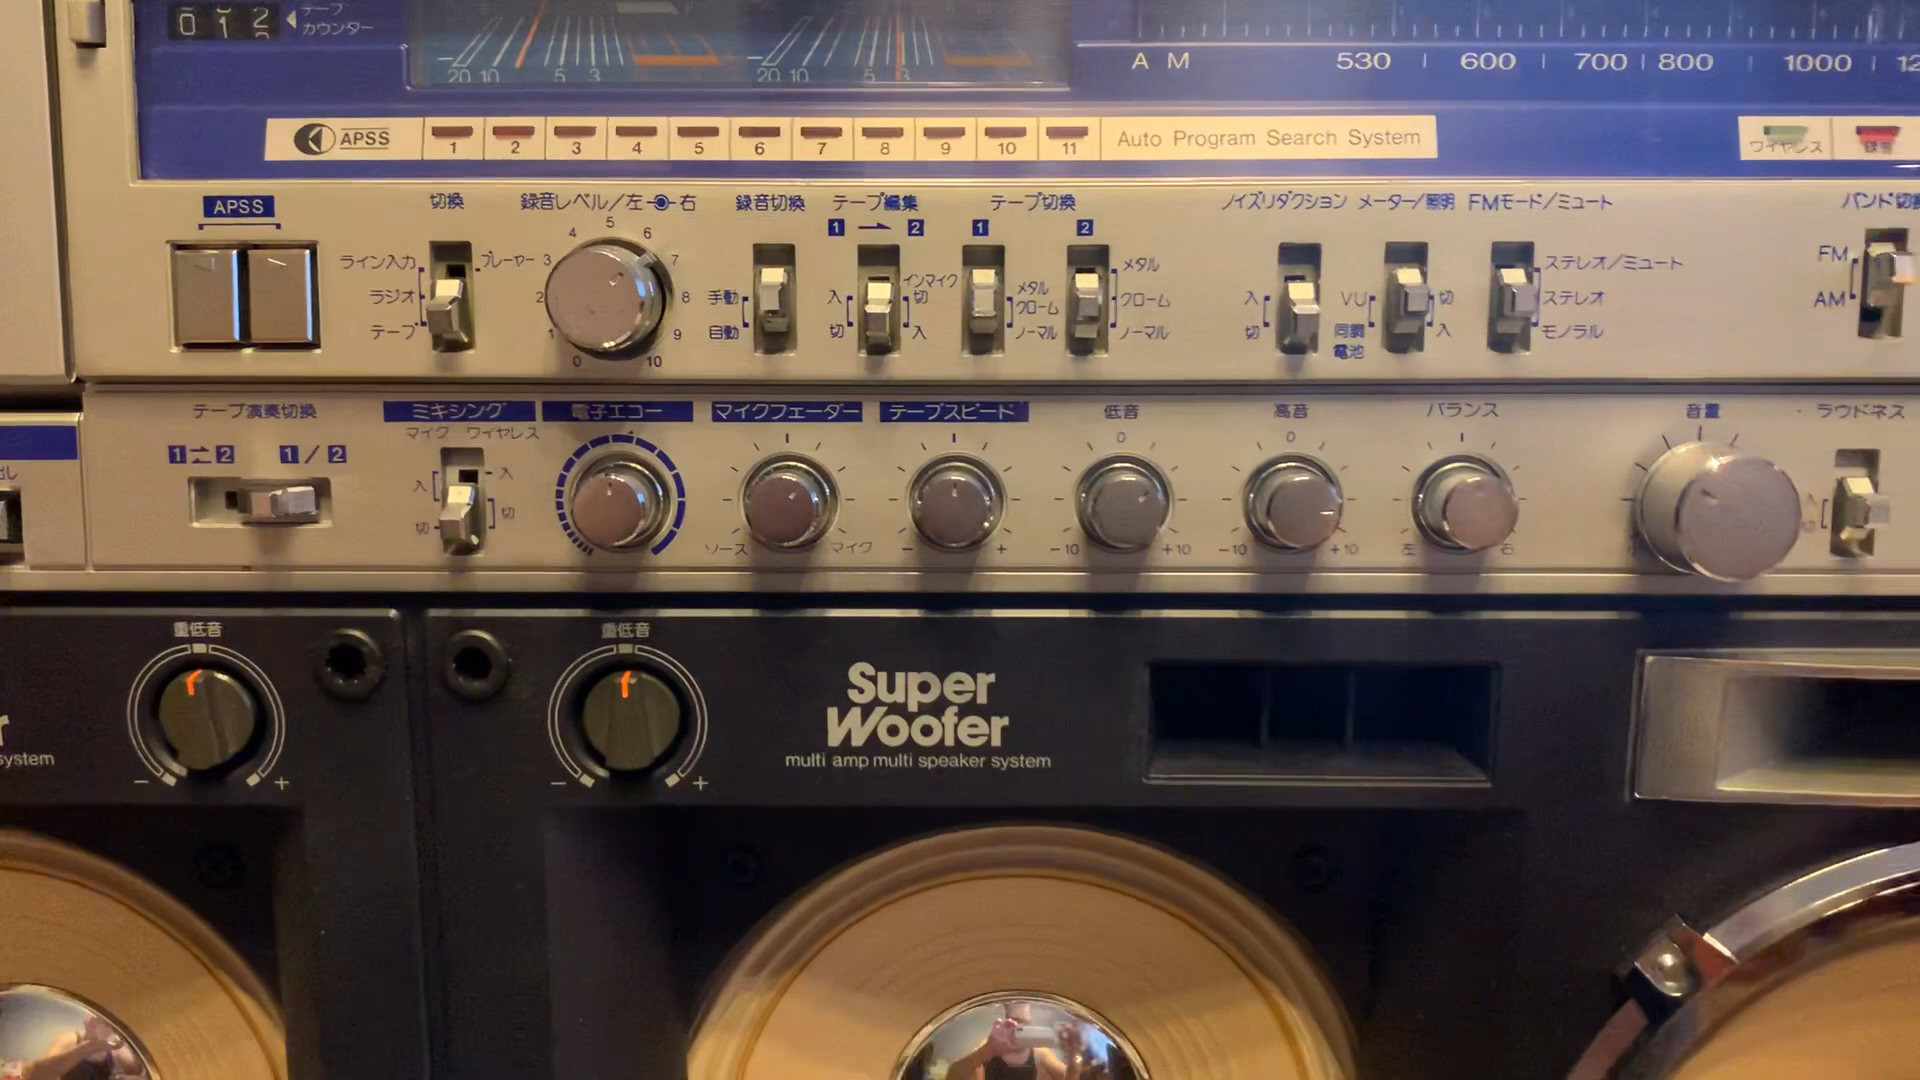 0 1 2
テープ
カウンター
20 10 5 3
20 10 5 3
AM 530 600 700 800 1000
APSS 1 2 3 4 5 6 7 8 9 10 11 Auto Program Search System
ワイヤレス
APSS
切換
プレーヤー
ライン入力
ラジオ
テープ
録音レベル/左 右
0 1 2 3 4 5 6 7 8 9 10
録音切換
手動
自動
テープ編集
1 → 2
インマイク
入 切
切 入
テープ切換
1 2
メタル
クローム
ノーマル
メタル
クローム
ノーマル
ノイズリダクション
入
切
メーター/照明
VU 切
同調 入
電池
FMモード/ミュート
ステレオ/ミュート
ステレオ
モノラル
バンド切
FM
AM
テープ演奏切換
1⇄2 1/2
ミキシング
マイク ワイヤレス
入 入
切 切
電子エコー
マイクフェーダー
ソース マイク
テープスピード
- +
低音
0
-10 +10
高音
0
-10 +10
バランス
左 右
音量
ラウドネス
重低音
- +
system
重低音
- +
Super
Woofer
multi amp multi speaker system